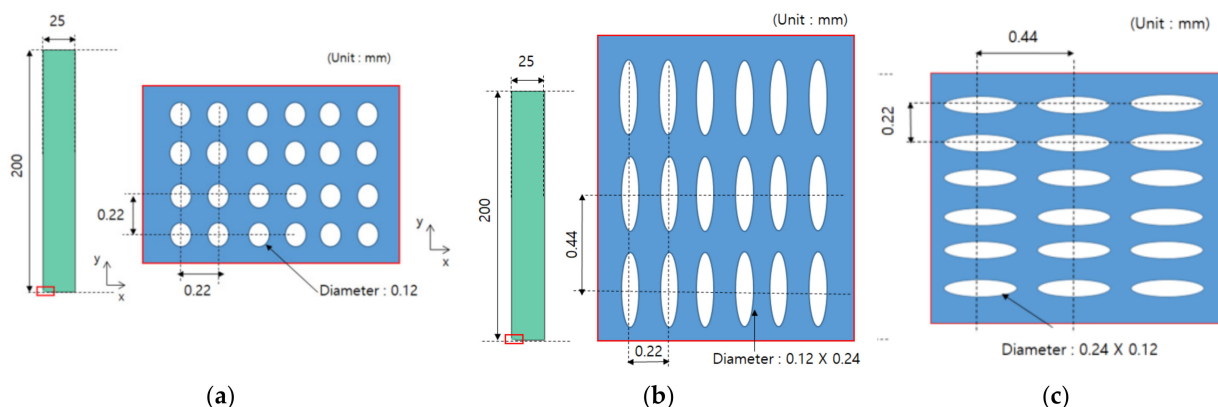 25
(a)
(Unit : mm)
200
0.22
y
x
0.22
Diameter : 0.12
y
x
(a)
(b)
(Unit : mm)
25
200
0.44
0.22
Diameter : 0.12 X 0.24
(b)
(c)
(Unit : mm)
0.44
0.22
Diameter : 0.24 X 0.12
(c)